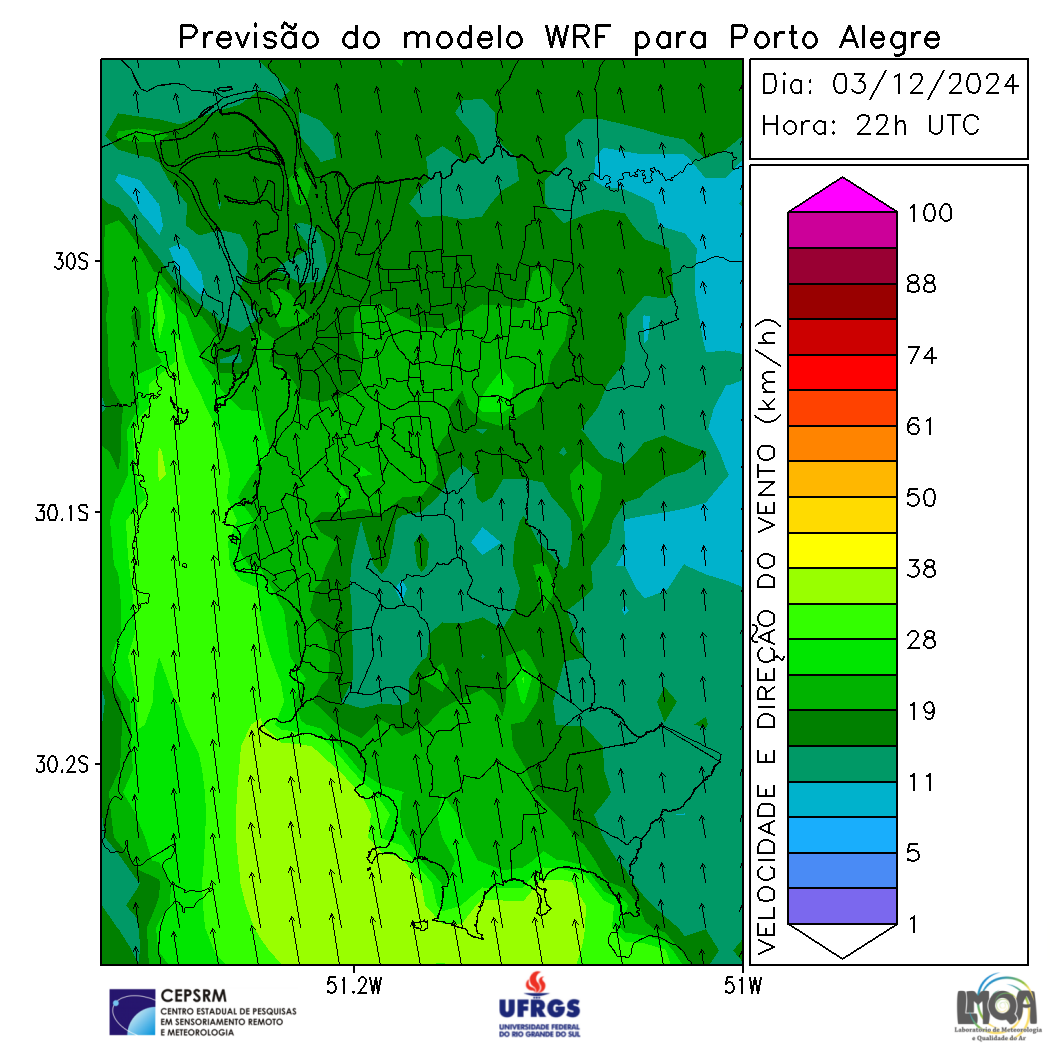 Previsão do modelo WRF para Porto Alegre
Dia: 03/12/2024
Hora: 22h UTC
30S
30.1S
30.2S
51.2W
51W
VELOCIDADE E DIREÇÃO DO VENTO (km/h)
100
88
74
61
50
38
28
19
11
5
1
CEPSRM
CENTRO ESTADUAL DE PESQUISAS
EM SENSORIAMENTO REMOTO
E METEOROLOGIA
UFRGS
UNIVERSIDADE FEDERAL
DO RIO GRANDE DO SUL
LMQA
Laboratório de Meteorologia
e Qualidade do Ar